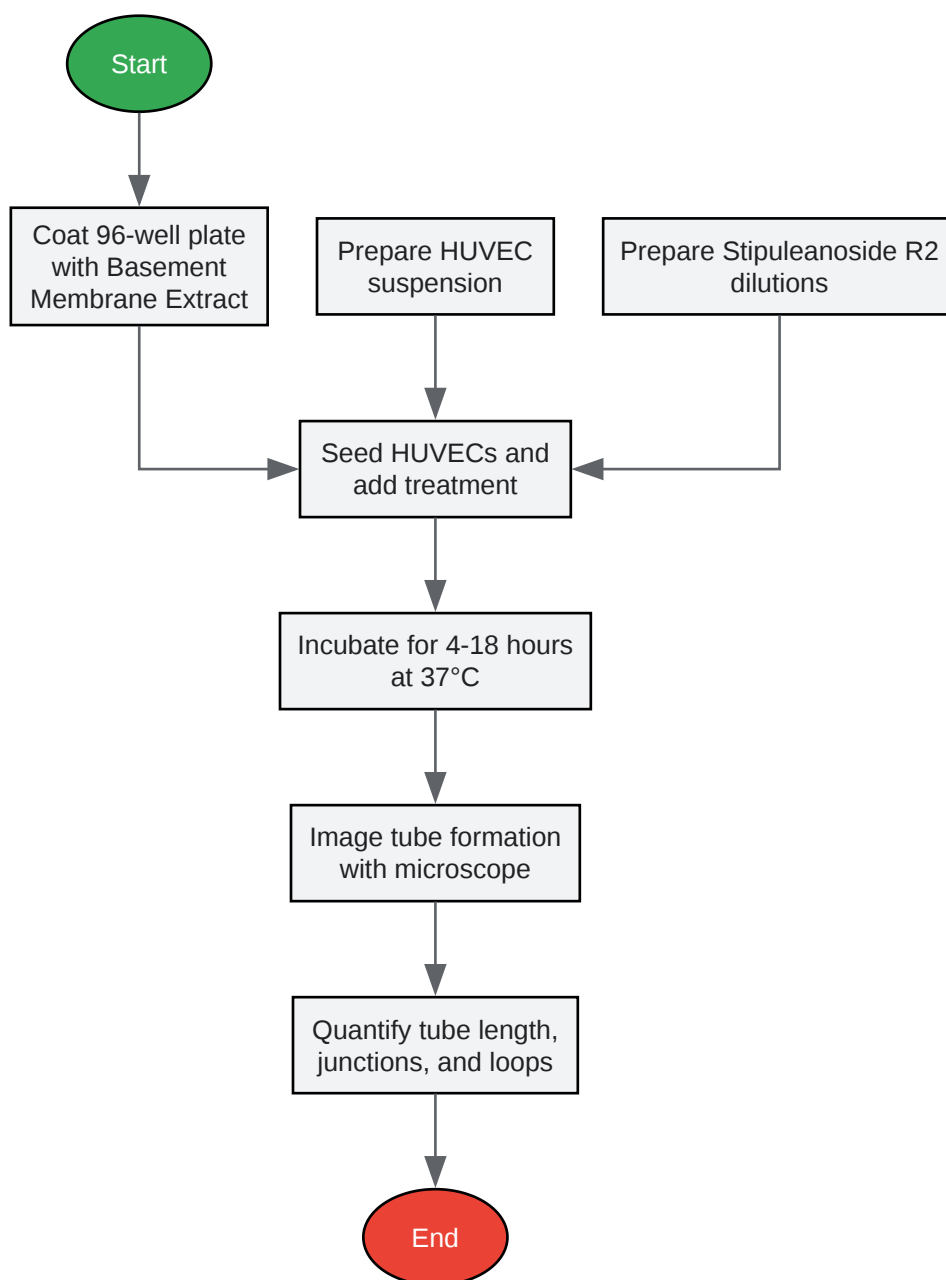 Start
Coat 96-well plate
with Basement
Membrane Extract
Prepare HUVEC
suspension
Prepare Stipuleanoside R2
dilutions
Seed HUVECs and
add treatment
Incubate for 4-18 hours
at 37°C
Image tube formation
with microscope
Quantify tube length,
junctions, and loops
End